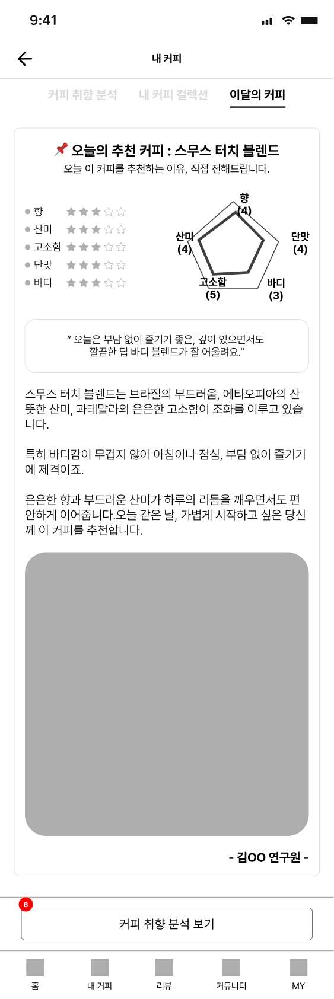 9:41
내 커피
커피 취향 분석 내 커피 컬렉션 이달의 커피
오늘의 추천 커피 : 스무스 터치 블렌드
오늘 이 커피를 추천하는 이유, 직접 전해드립니다.
향
산미
고소함
단맛
바디
향
(4)
산미
(4)
단맛
(4)
고소함
(5)
바디
(3)
“ 오늘은 부담 없이 즐기기 좋은, 깊이 있으면서도
깔끔한 딥 바디 블렌드가 잘 어울려요.”
스무스 터치 블렌드는 브라질의 부드러움, 에티오피아의 산
뜻한 산미, 과테말라의 은은한 고소함이 조화를 이루고 있습
니다.
특히 바디감이 무겁지 않아 아침이나 점심, 부담 없이 즐기기
에 제격이죠.
은은한 향과 부드러운 산미가 하루의 리듬을 깨우면서도 편
안하게 이어줍니다.오늘 같은 날, 가볍게 시작하고 싶은 당신
께 이 커피를 추천합니다.
- 김OO 연구원 -
6
커피 취향 분석 보기
홈 내 커피 리뷰 커뮤니티 MY